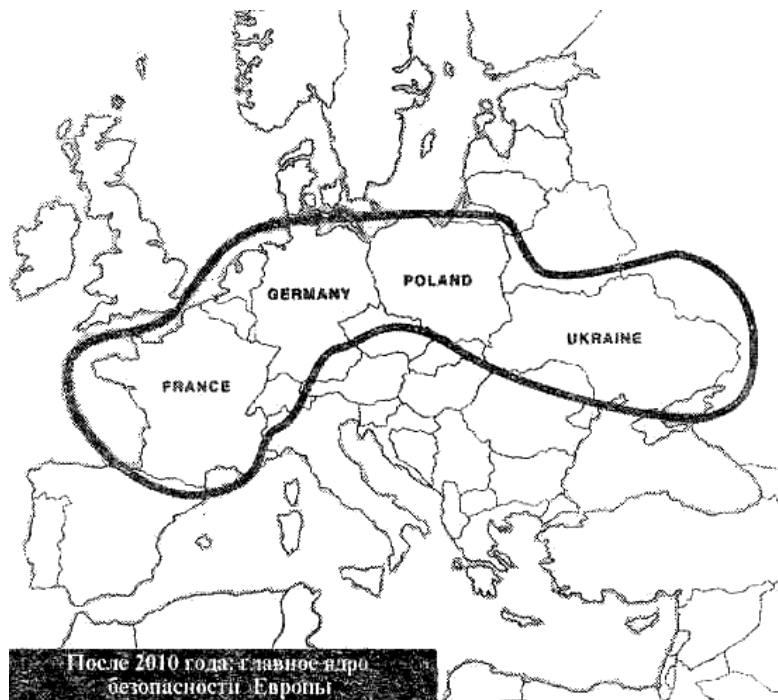 GERMANY
POLAND
UKRAINE
FRANCE
После 2010 года: главное ядро
безопасности Европы